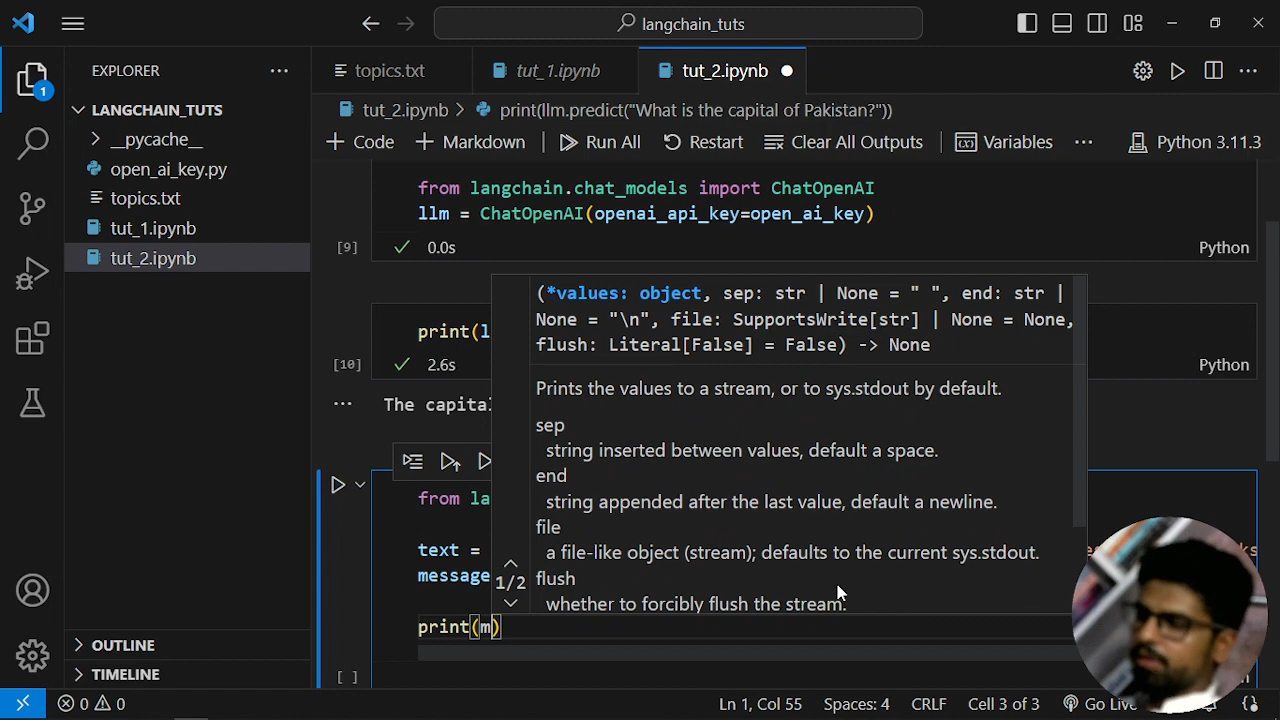 langchain_tuts
EXPLORER
topics.txt
tut_1.ipynb
tut_2.ipynb
LANGCHAIN_TUTS
tut_2.ipynb > print(llm.predict("What is the capital of Pakistan?"))
__pycache__
+ Code + Markdown Run All Restart Clear All Outputs Variables ... Python 3.11.3
open_ai_key.py
topics.txt
tut_1.ipynb
tut_2.ipynb
from langchain.chat_models import ChatOpenAI
llm = ChatOpenAI(openai_api_key=open_ai_key)
[9] 0.0s Python
(*values: object, sep: str | None = " ", end: str |
None = "\n", file: SupportsWrite[str] | None = None,
flush: Literal[False] = False) -> None
print(l
[10] 2.6s Python
Prints the values to a stream, or to sys.stdout by default.
... The capital
sep
string inserted between values, default a space.
end
string appended after the last value, default a newline.
file
a file-like object (stream); defaults to the current sys.stdout.
flush
whether to forcibly flush the stream.
1/2
from la
text =
message
print(m)
[ ]
OUTLINE
TIMELINE
1
0 0 Ln 1, Col 55 Spaces: 4 CRLF Cell 3 of 3 Go Live